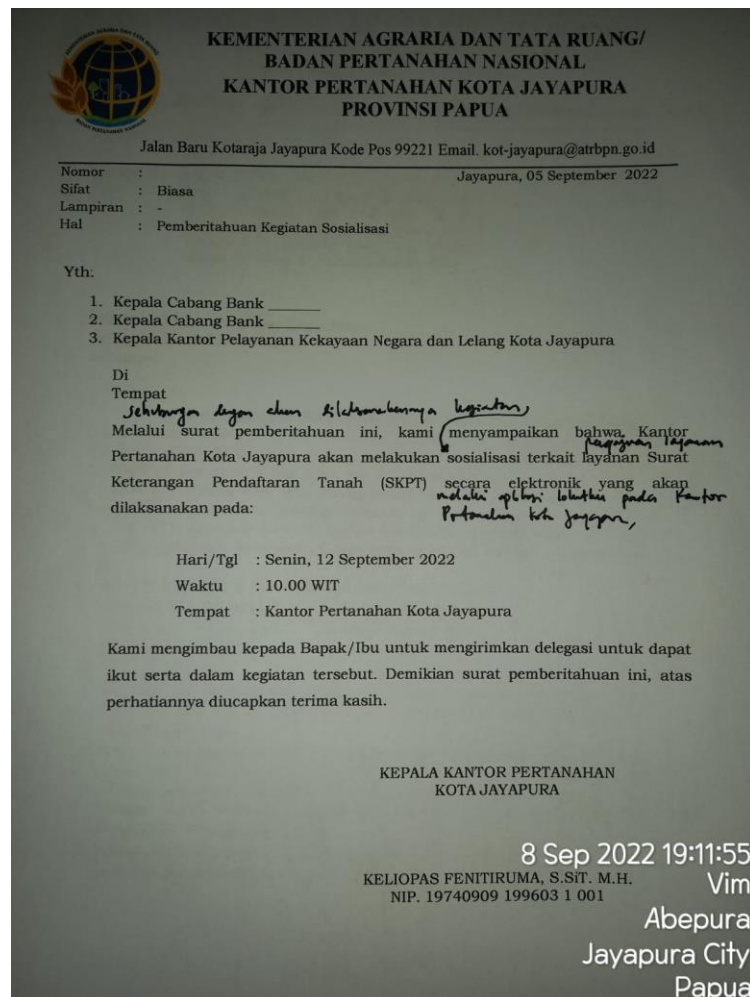 KEMENTERIAN AGRARIA DAN TATA RUANG/
BADAN PERTANAHAN NASIONAL
KANTOR PERTANAHAN KOTA JAYAPURA
PROVINSI PAPUA
Jalan Baru Kotaraja Jayapura Kode Pos 99221 Email. kot-jayapura@atrbpn.go.id
Nomor :
Jayapura, 05 September 2022
Sifat : Biasa
Lampiran : -
Hal : Pemberitahuan Kegiatan Sosialisasi
Yth:
1. Kepala Cabang Bank ______
2. Kepala Cabang Bank ______
3. Kepala Kantor Pelayanan Kekayaan Negara dan Lelang Kota Jayapura
Di
Tempat
sehubungan dengan akan dilaksanakannya kegiatan,
Melalui surat pemberitahuan ini, kami menyampaikan bahwa Kantor
layanan
Pertanahan Kota Jayapura akan melakukan sosialisasi terkait layanan Surat
Keterangan Pendaftaran Tanah (SKPT) secara elektronik yang akan
melalui aplikasi pada Kantor
dilaksanakan pada:
Pertanahan Kota Jayapura,
Hari/Tgl : Senin, 12 September 2022
Waktu : 10.00 WIT
Tempat : Kantor Pertanahan Kota Jayapura
Kami mengimbau kepada Bapak/Ibu untuk mengirimkan delegasi untuk dapat
ikut serta dalam kegiatan tersebut. Demikian surat pemberitahuan ini, atas
perhatiannya diucapkan terima kasih.
KEPALA KANTOR PERTANAHAN
KOTA JAYAPURA
KELIOPAS FENITIRUMA, S.SiT. M.H.
NIP. 19740909 199603 1 001
8 Sep 2022 19:11:55
Vim
Abepura
Jayapura City
Papua